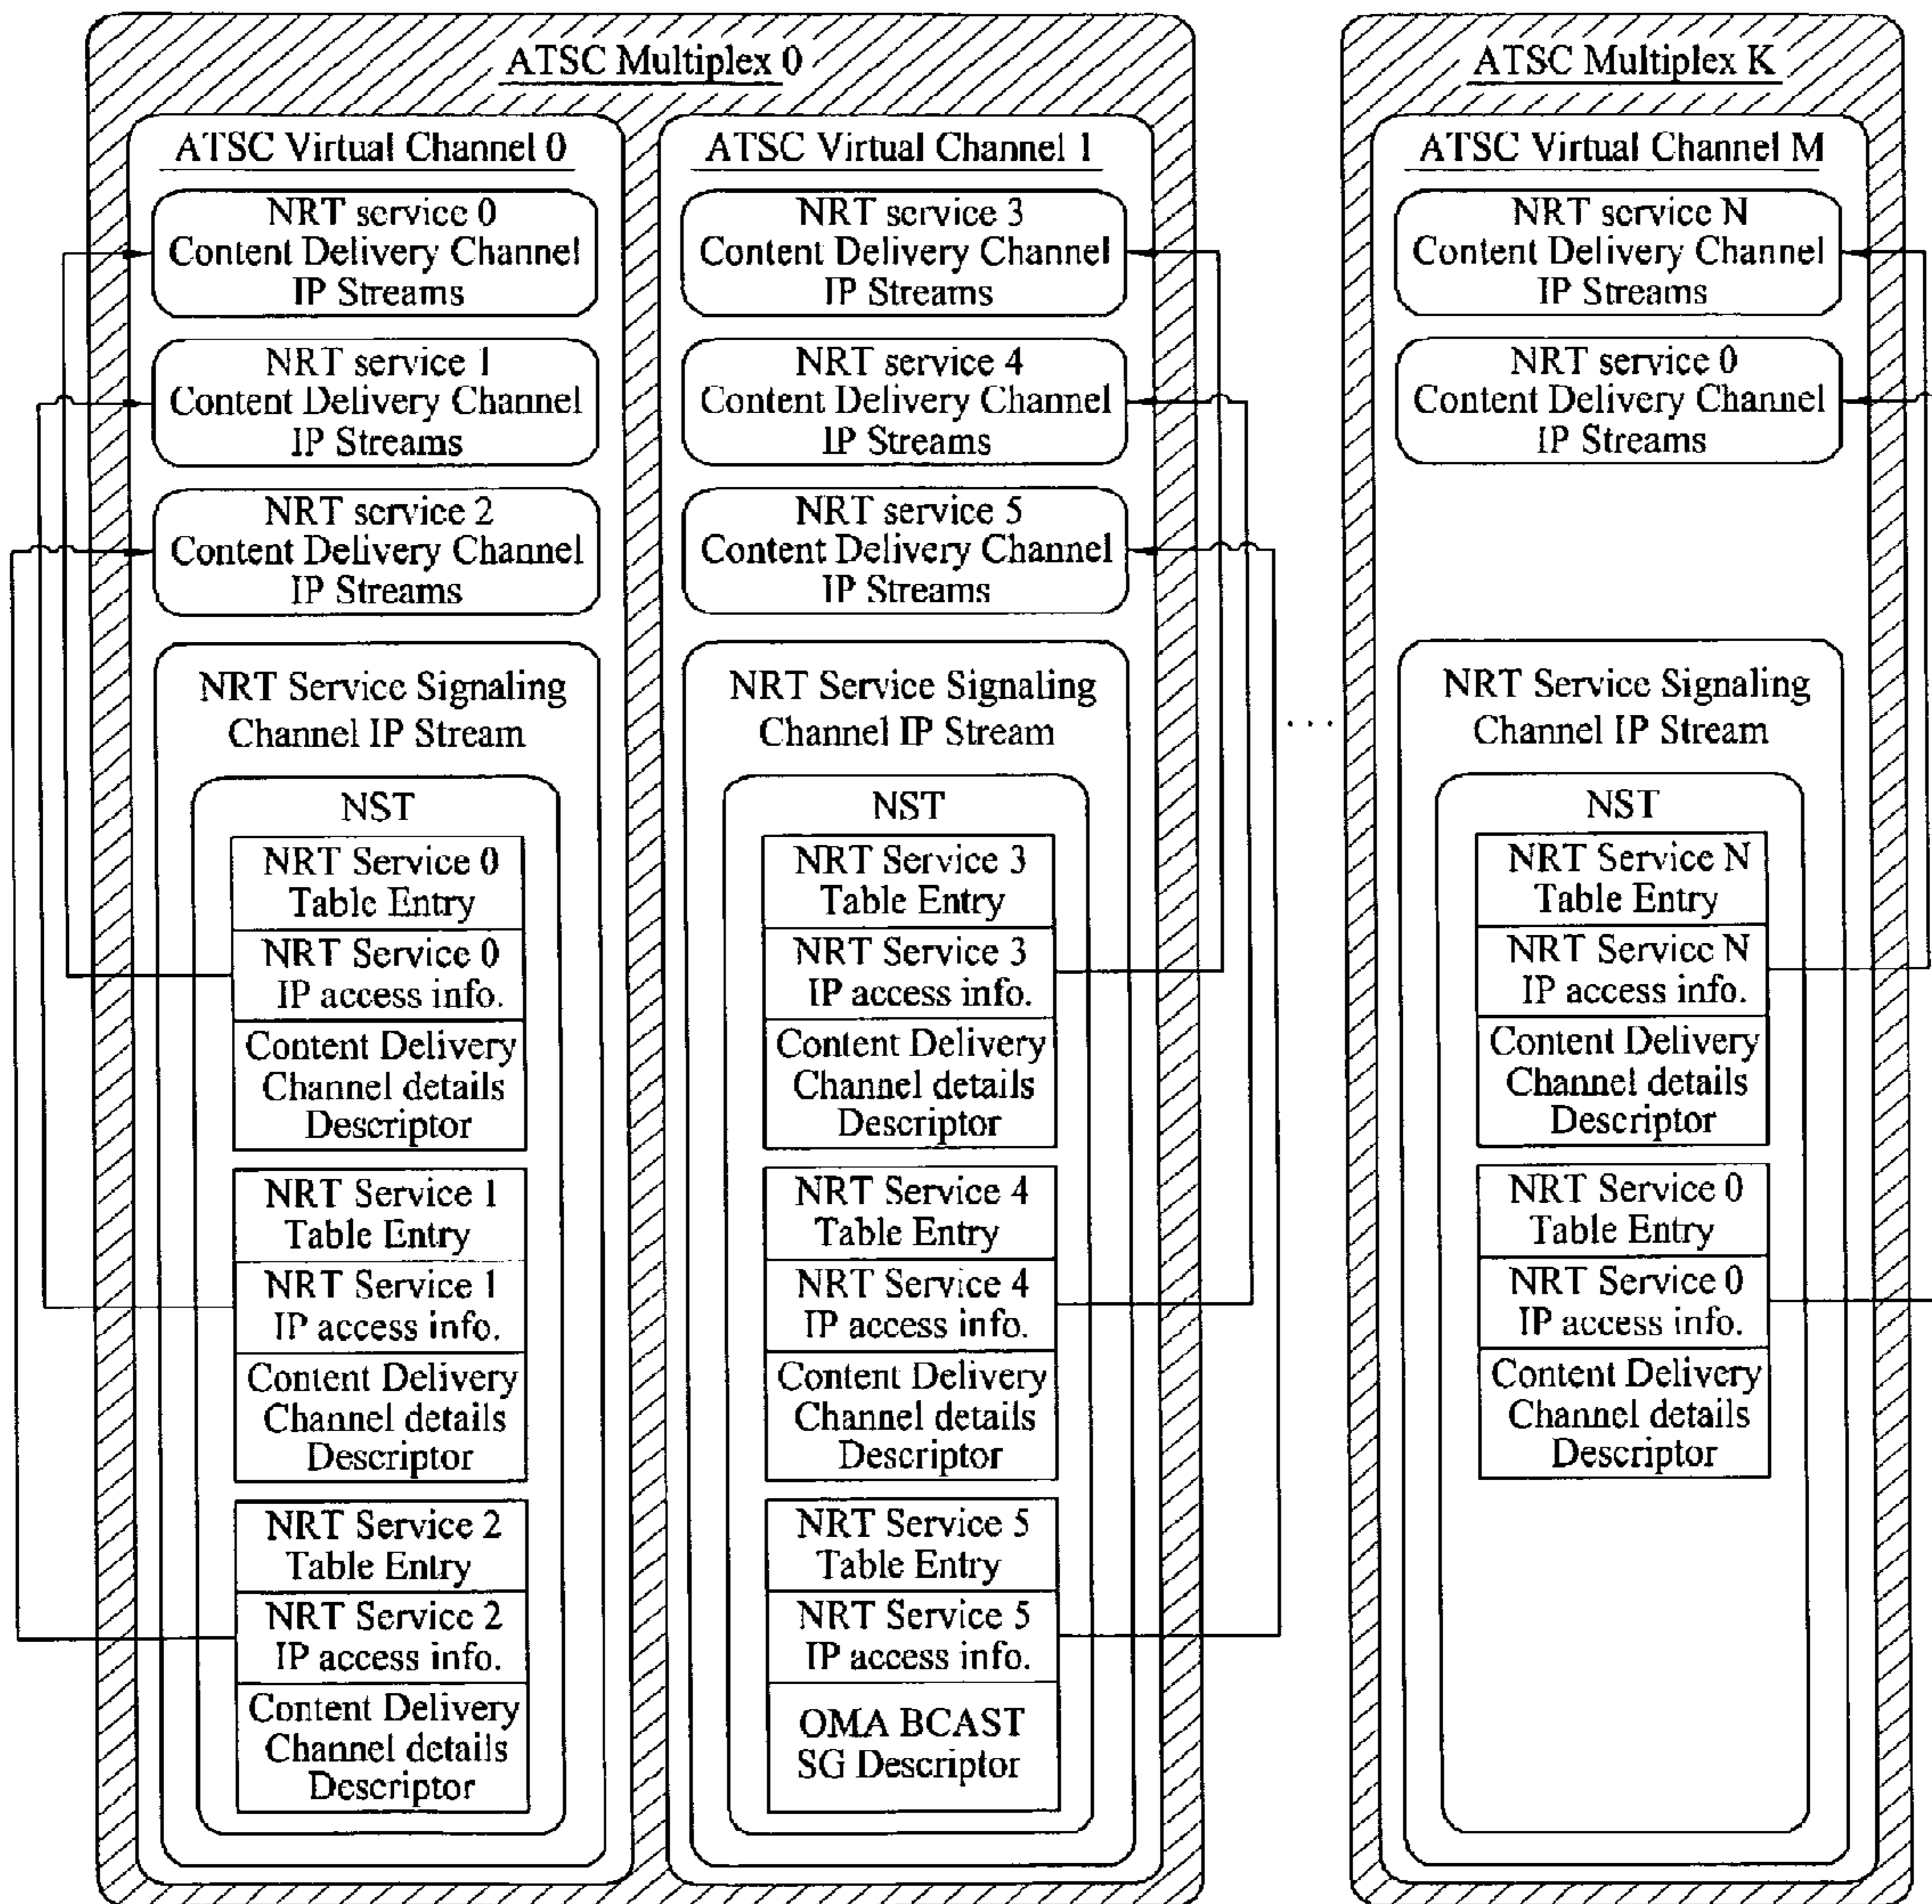 ATSC Multiplex 0
ATSC Virtual Channel 0
NRT service 0
Content Delivery Channel
IP Streams
NRT service 1
Content Delivery Channel
IP Streams
NRT service 2
Content Delivery Channel
IP Streams
NRT Service Signaling
Channel IP Stream
NST
NRT Service 0
Table Entry
NRT Service 0
IP access info.
Content Delivery
Channel details
Descriptor
NRT Service 1
Table Entry
NRT Service 1
IP access info.
Content Delivery
Channel details
Descriptor
NRT Service 2
Table Entry
NRT Service 2
IP access info.
Content Delivery
Channel details
Descriptor
ATSC Virtual Channel 1
NRT service 3
Content Delivery Channel
IP Streams
NRT service 4
Content Delivery Channel
IP Streams
NRT service 5
Content Delivery Channel
IP Streams
NRT Service Signaling
Channel IP Stream
NST
NRT Service 3
Table Entry
NRT Service 3
IP access info.
Content Delivery
Channel details
Descriptor
NRT Service 4
Table Entry
NRT Service 4
IP access info.
Content Delivery
Channel details
Descriptor
NRT Service 5
Table Entry
NRT Service 5
IP access info.
OMA BCAST
SG Descriptor
...
ATSC Multiplex K
ATSC Virtual Channel M
NRT service N
Content Delivery Channel
IP Streams
NRT service 0
Content Delivery Channel
IP Streams
NRT Service Signaling
Channel IP Stream
NST
NRT Service N
Table Entry
NRT Service N
IP access info.
Content Delivery
Channel details
Descriptor
NRT Service 0
Table Entry
NRT Service 0
IP access info.
Content Delivery
Channel details
Descriptor